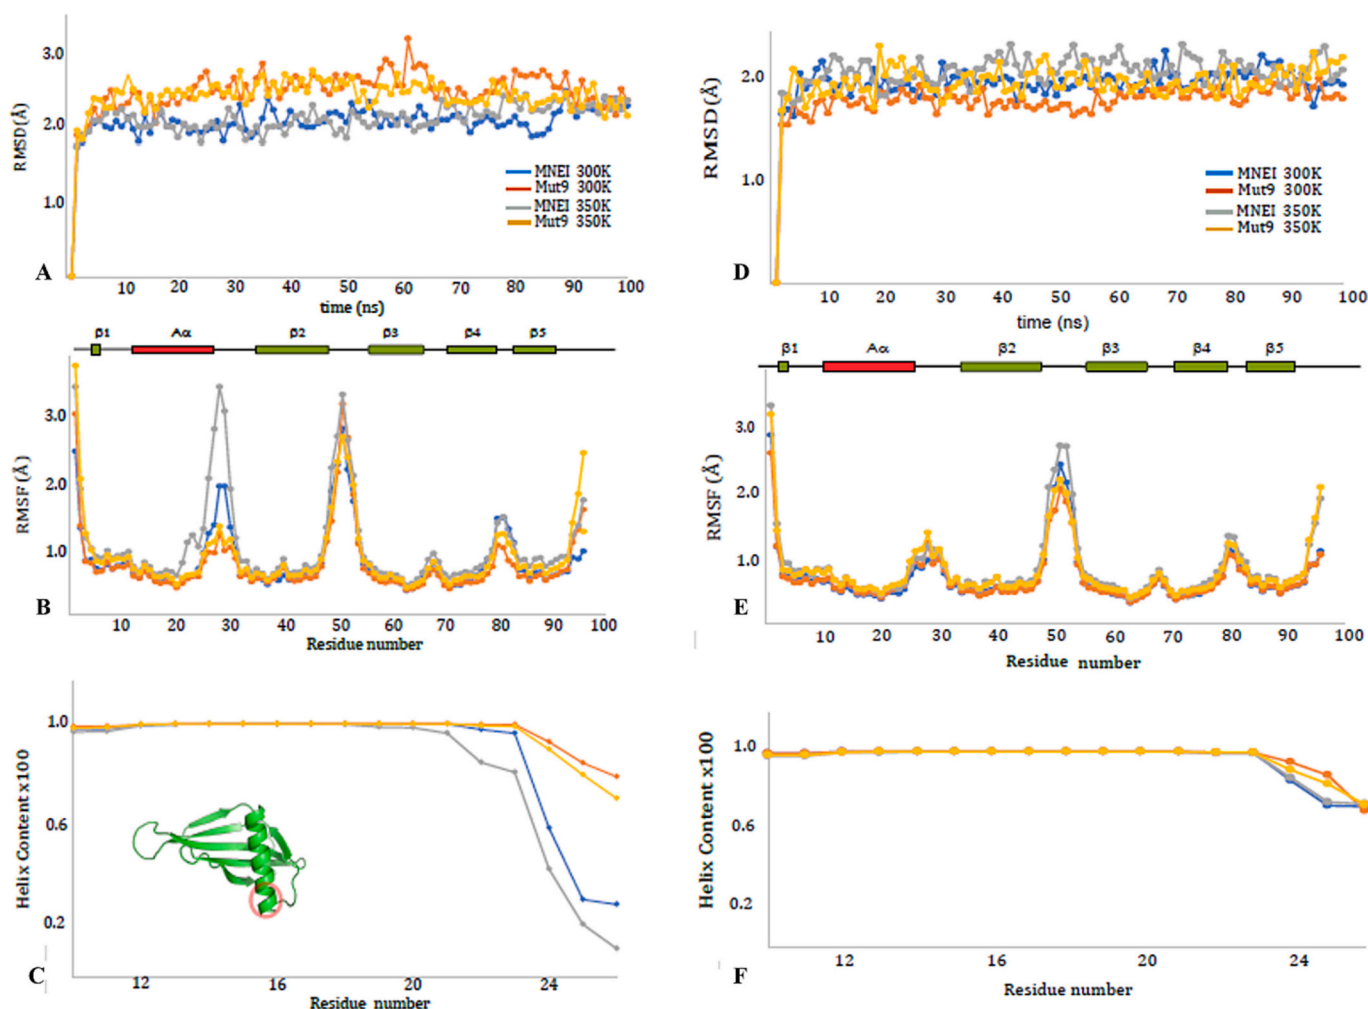 3.0
2.0
1.0
RMSD(Å)
MNEI 300K
Mut9 300K
MNEI 350K
Mut9 350K
A
10 20 30 40 50 60 70 80 90 100
time (ns)
2.0
1.0
RMSD(Å)
MNEI 300K
Mut9 300K
MNEI 350K
Mut9 350K
D
10 20 30 40 50 60 70 80 90 100
time (ns)
β1 Aα β2 β3 β4 β5
3.0
2.0
1.0
RMSF(Å)
B
10 20 30 40 50 60 70 80 90 100
Residue number
β1 Aα β2 β3 β4 β5
3.0
2.0
1.0
RMSF (Å)
E
10 20 30 40 50 60 70 80 90 100
Residue number
1.0
0.6
0.2
Helix Content x100
C
12 16 20 24
Residue number
1.0
0.6
0.2
Helix Content x100
F
12 16 20 24
Residue number